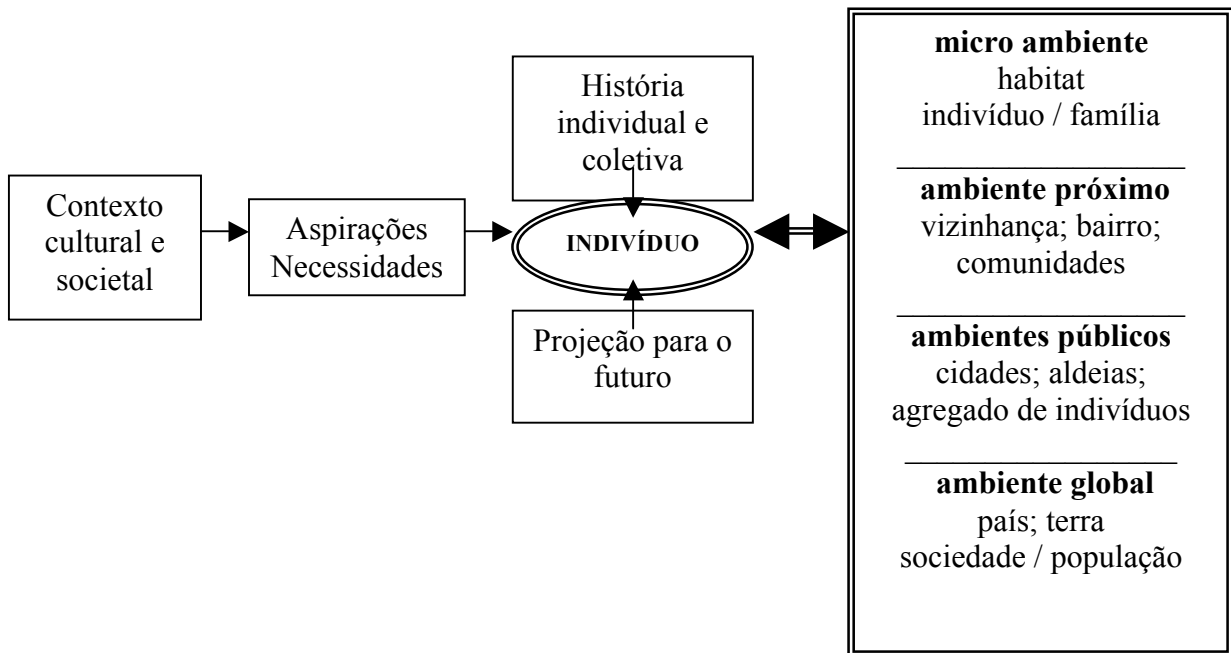 Contexto
cultural e
societal
Aspirações
Necessidades
História
individual e
coletiva
INDIVÍDUO
Projeção para o
futuro
micro ambiente
habitat
indivíduo / família
ambiente próximo
vizinhança; bairro;
comunidades
ambientes públicos
cidades; aldeias;
agregado de indivíduos
ambiente global
país; terra
sociedade / população